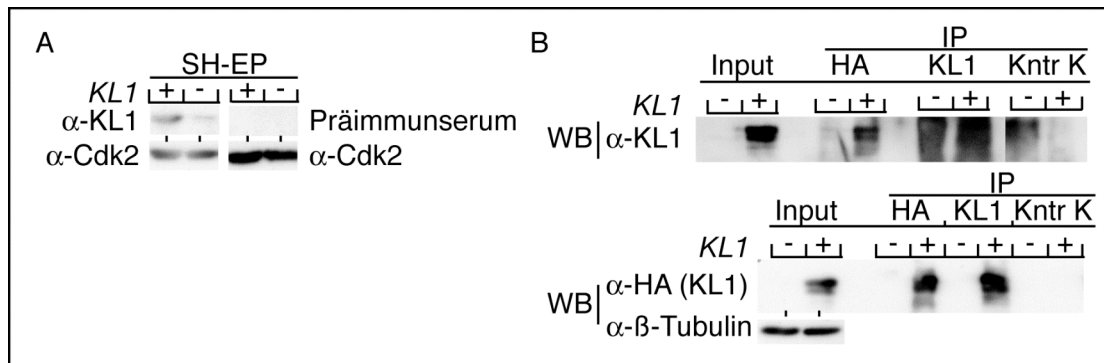 A
SH-EP
KL1 + - + -
α-KL1 Präimmunserum
α-Cdk2 α-Cdk2
B
IP
Input HA KL1 Kntr K
KL1 - + - + - + - +
WB α-KL1
IP
Input HA KL1 Kntr K
KL1 - + - + - + - +
α-HA (KL1)
WB
α-ß-Tubulin